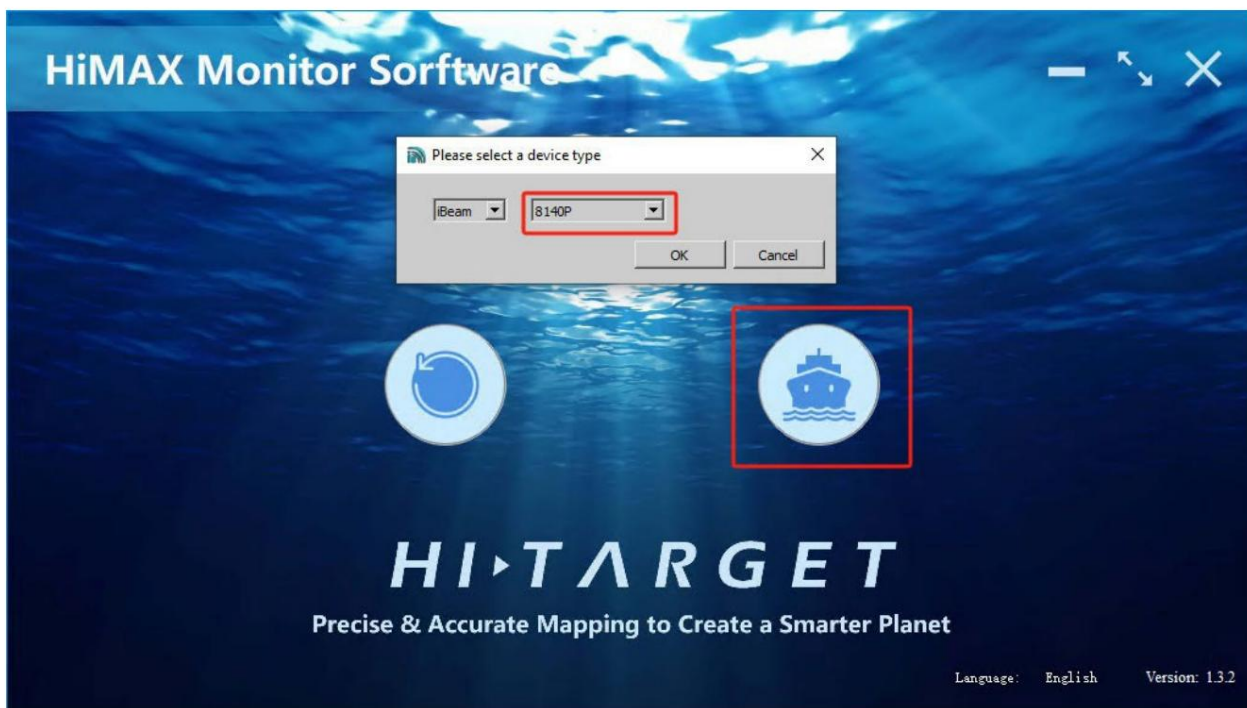 HiMAX Monitor Sorftware
Please select a device type
iBeam 8140P
OK Cancel
HI TARGET
Precise & Accurate Mapping to Create a Smarter Planet
Language: English Version: 1.3.2